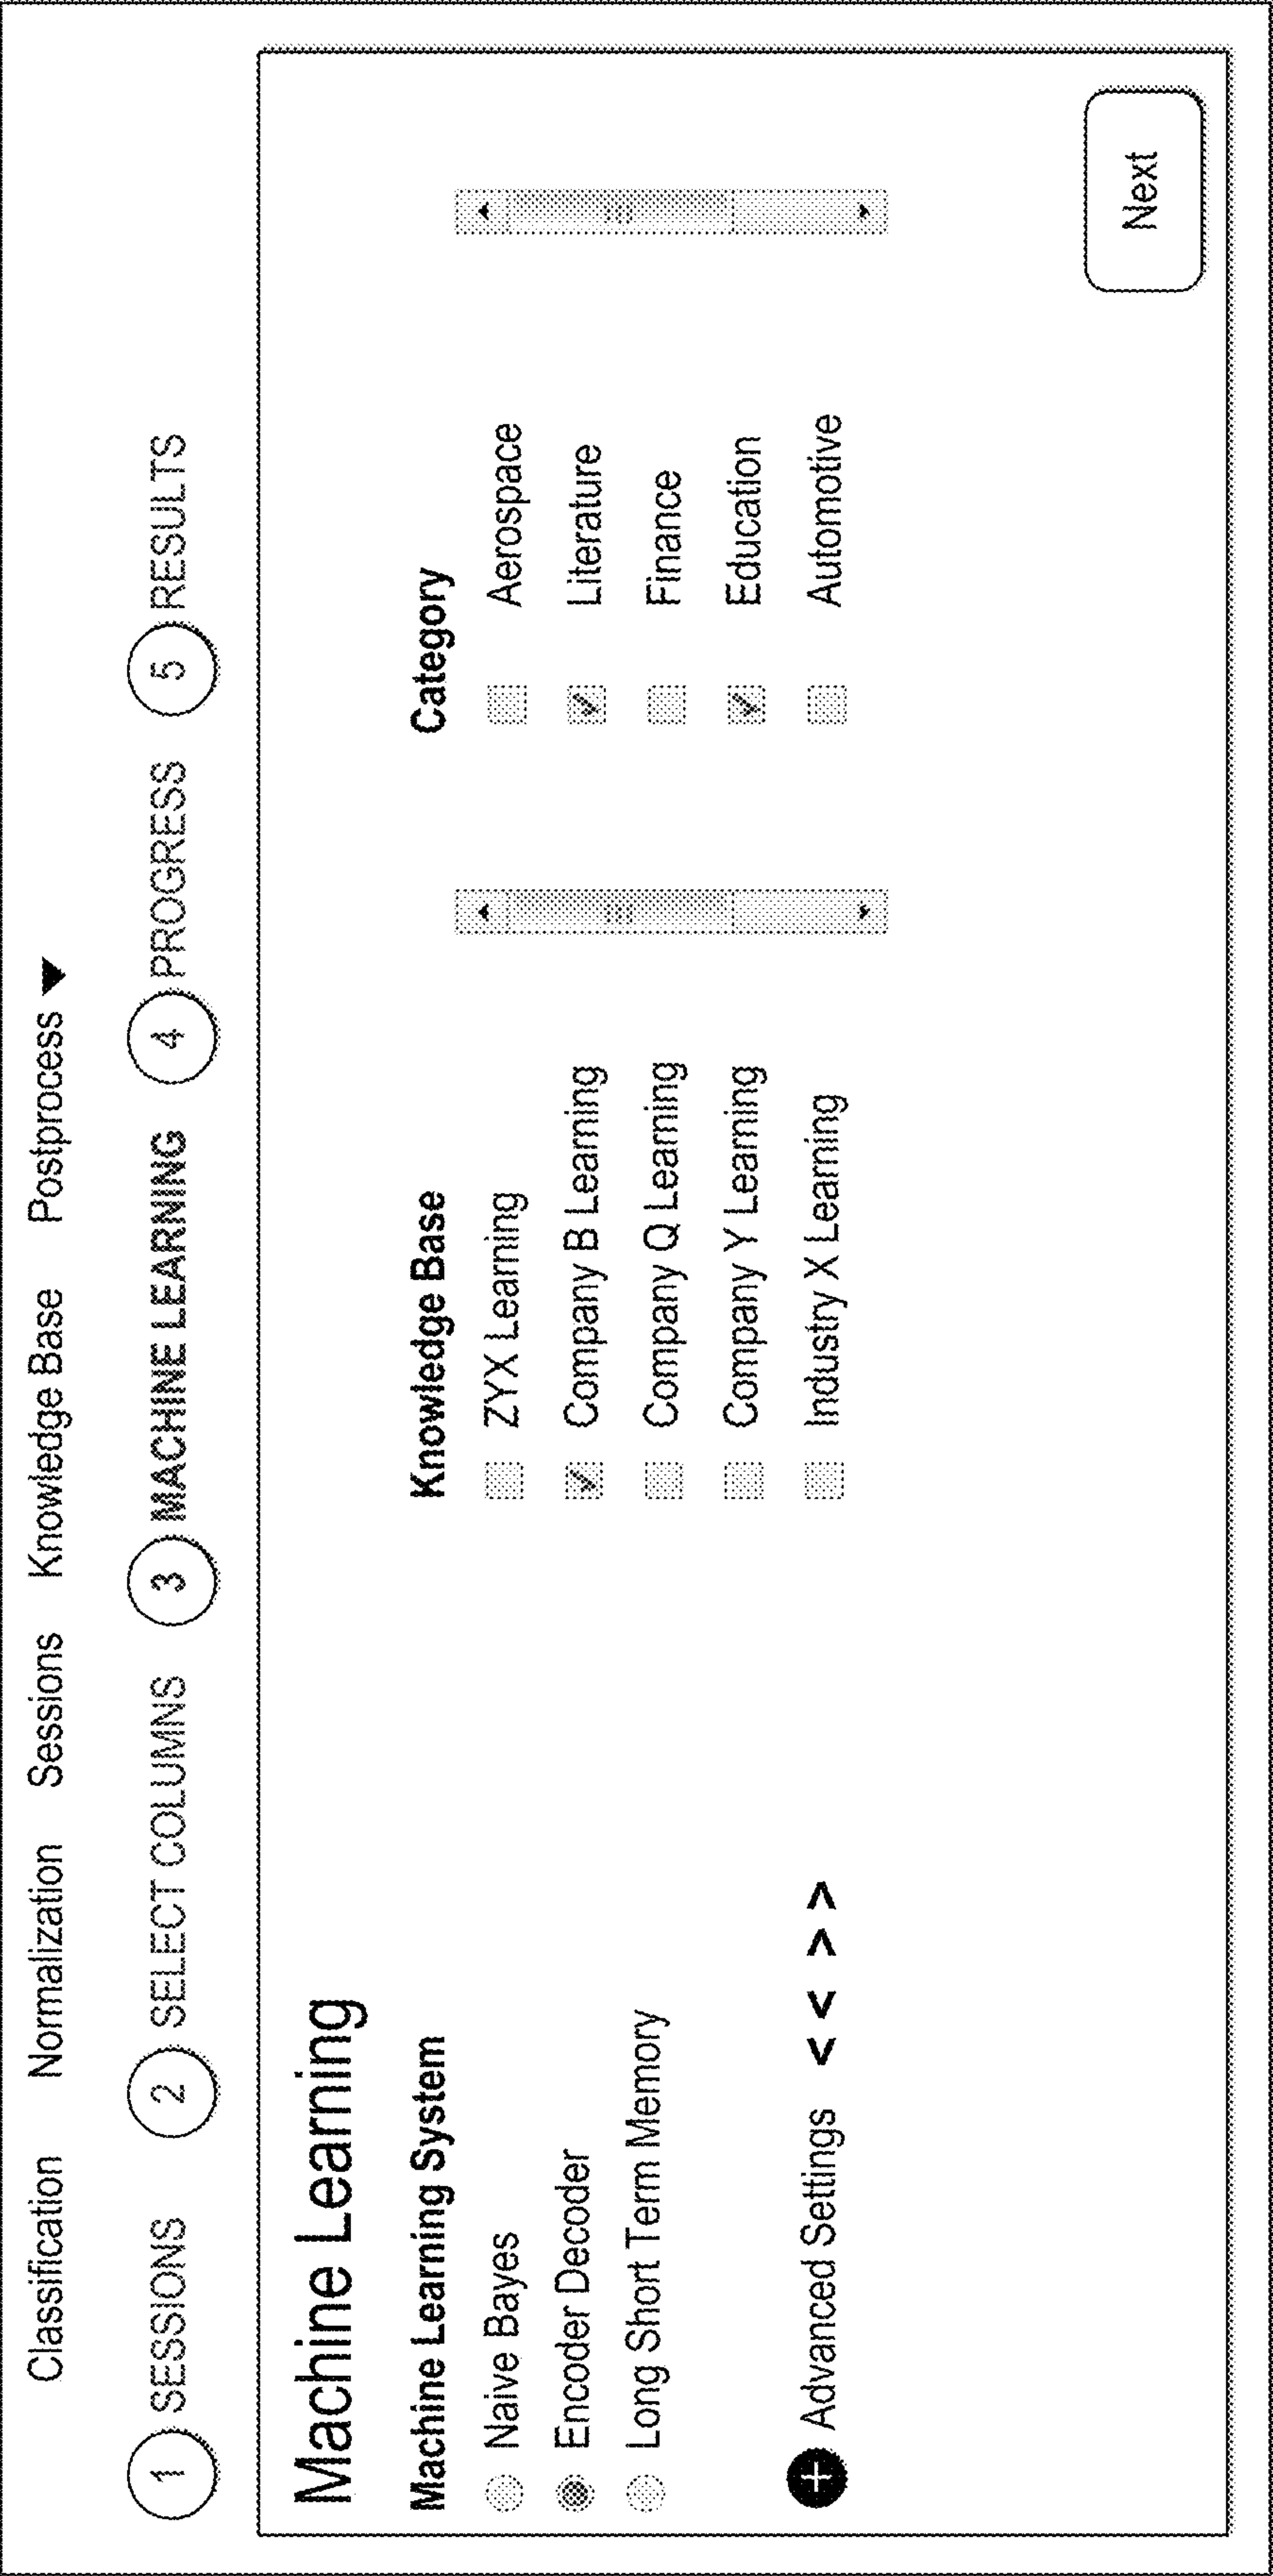 Classification Normalization Sessions Knowledge Base Postprocess ▼
1 SESSIONS 2 SELECT COLUMNS 3 MACHINE LEARNING 4 PROGRESS 5 RESULTS
Machine Learning
Machine Learning System
Naive Bayes
Encoder Decoder
Long Short Term Memory
+ Advanced Settings < < > >
Knowledge Base
ZYX Learning
Company B Learning
Company Q Learning
Company Y Learning
Industry X Learning
Category
Aerospace
Literature
Finance
Education
Automotive
Next